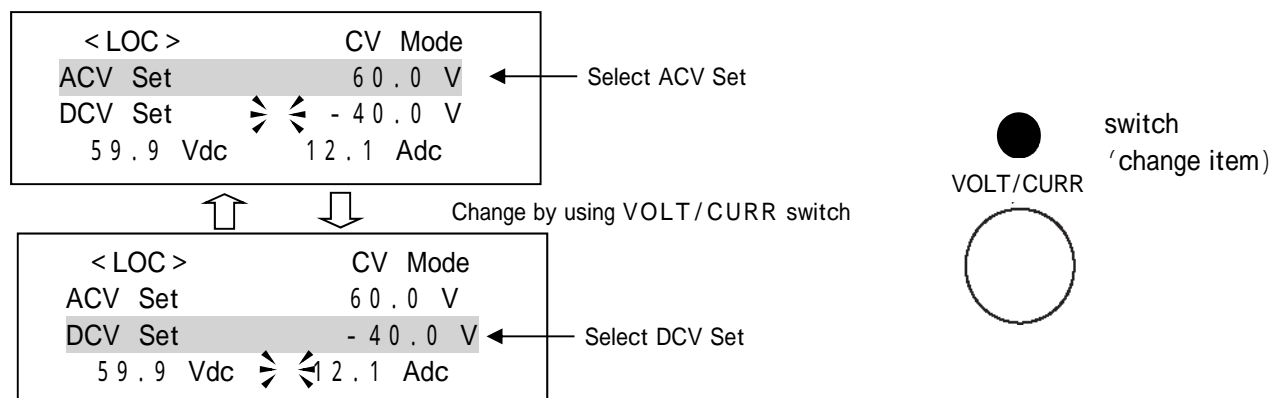 <LOC> CV Mode
ACV Set 60.0 V
DCV Set -40.0 V
59.9 Vdc 12.1 Adc
Select ACV Set
Change by using VOLT/CURR switch
<LOC> CV Mode
ACV Set 60.0 V
DCV Set -40.0 V
59.9 Vdc 12.1 Adc
Select DCV Set
switch
(change item)
VOLT/CURR